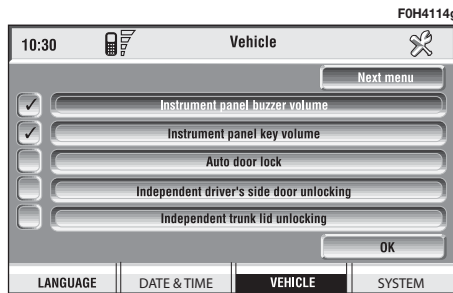 F0H4114g
10:30 Vehicle
Next menu
Instrument panel buzzer volume
Instrument panel key volume
Auto door lock
Independent driver's side door unlocking
Independent trunk lid unlocking
OK
LANGUAGE DATE & TIME VEHICLE SYSTEM